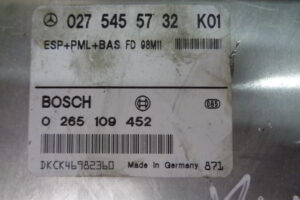 027 545 57 32 K01
ESP+PML+BAS FD 98M11
BOSCH
0 265 109 452
DKCK46982360 Made in Germany 871